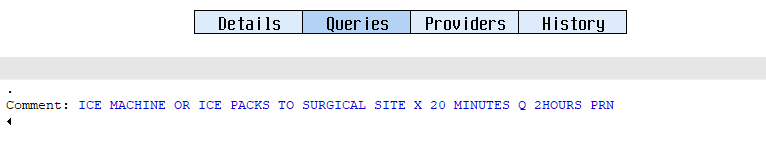 Details Queries Providers History
.
Comment: ICE MACHINE OR ICE PACKS TO SURGICAL SITE X 20 MINUTES Q 2HOURS PRN